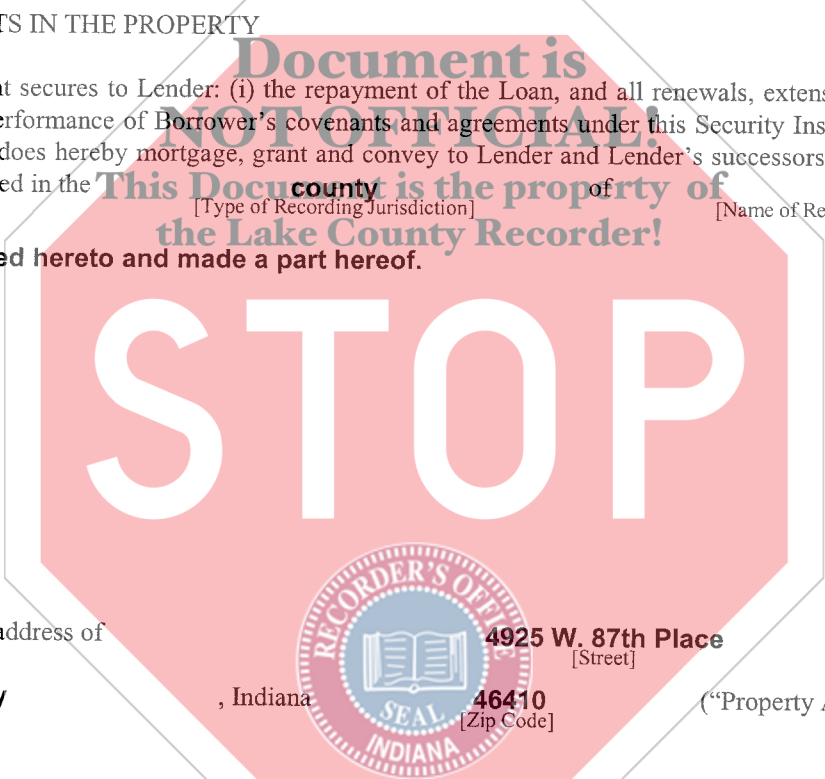 TS IN THE PROPERTY
Document is
t secures to Lender: (i) the repayment of the Loan, and all renewals, extens
NOT OFFICIAL!
erformance of Borrower's covenants and agreements under this Security Ins
does hereby mortgage, grant and convey to Lender and Lender's successors
ed in the county of
This Document is the property of
[Type of Recording Jurisdiction] [Name of Re
the Lake County Recorder!
ed hereto and made a part hereof.
STOP
RECORDER'S OFFICE
address of 4925 W. 87th Place
[Street]
y , Indiana 46410 ("Property A
SEAL [Zip Code]
INDIANA